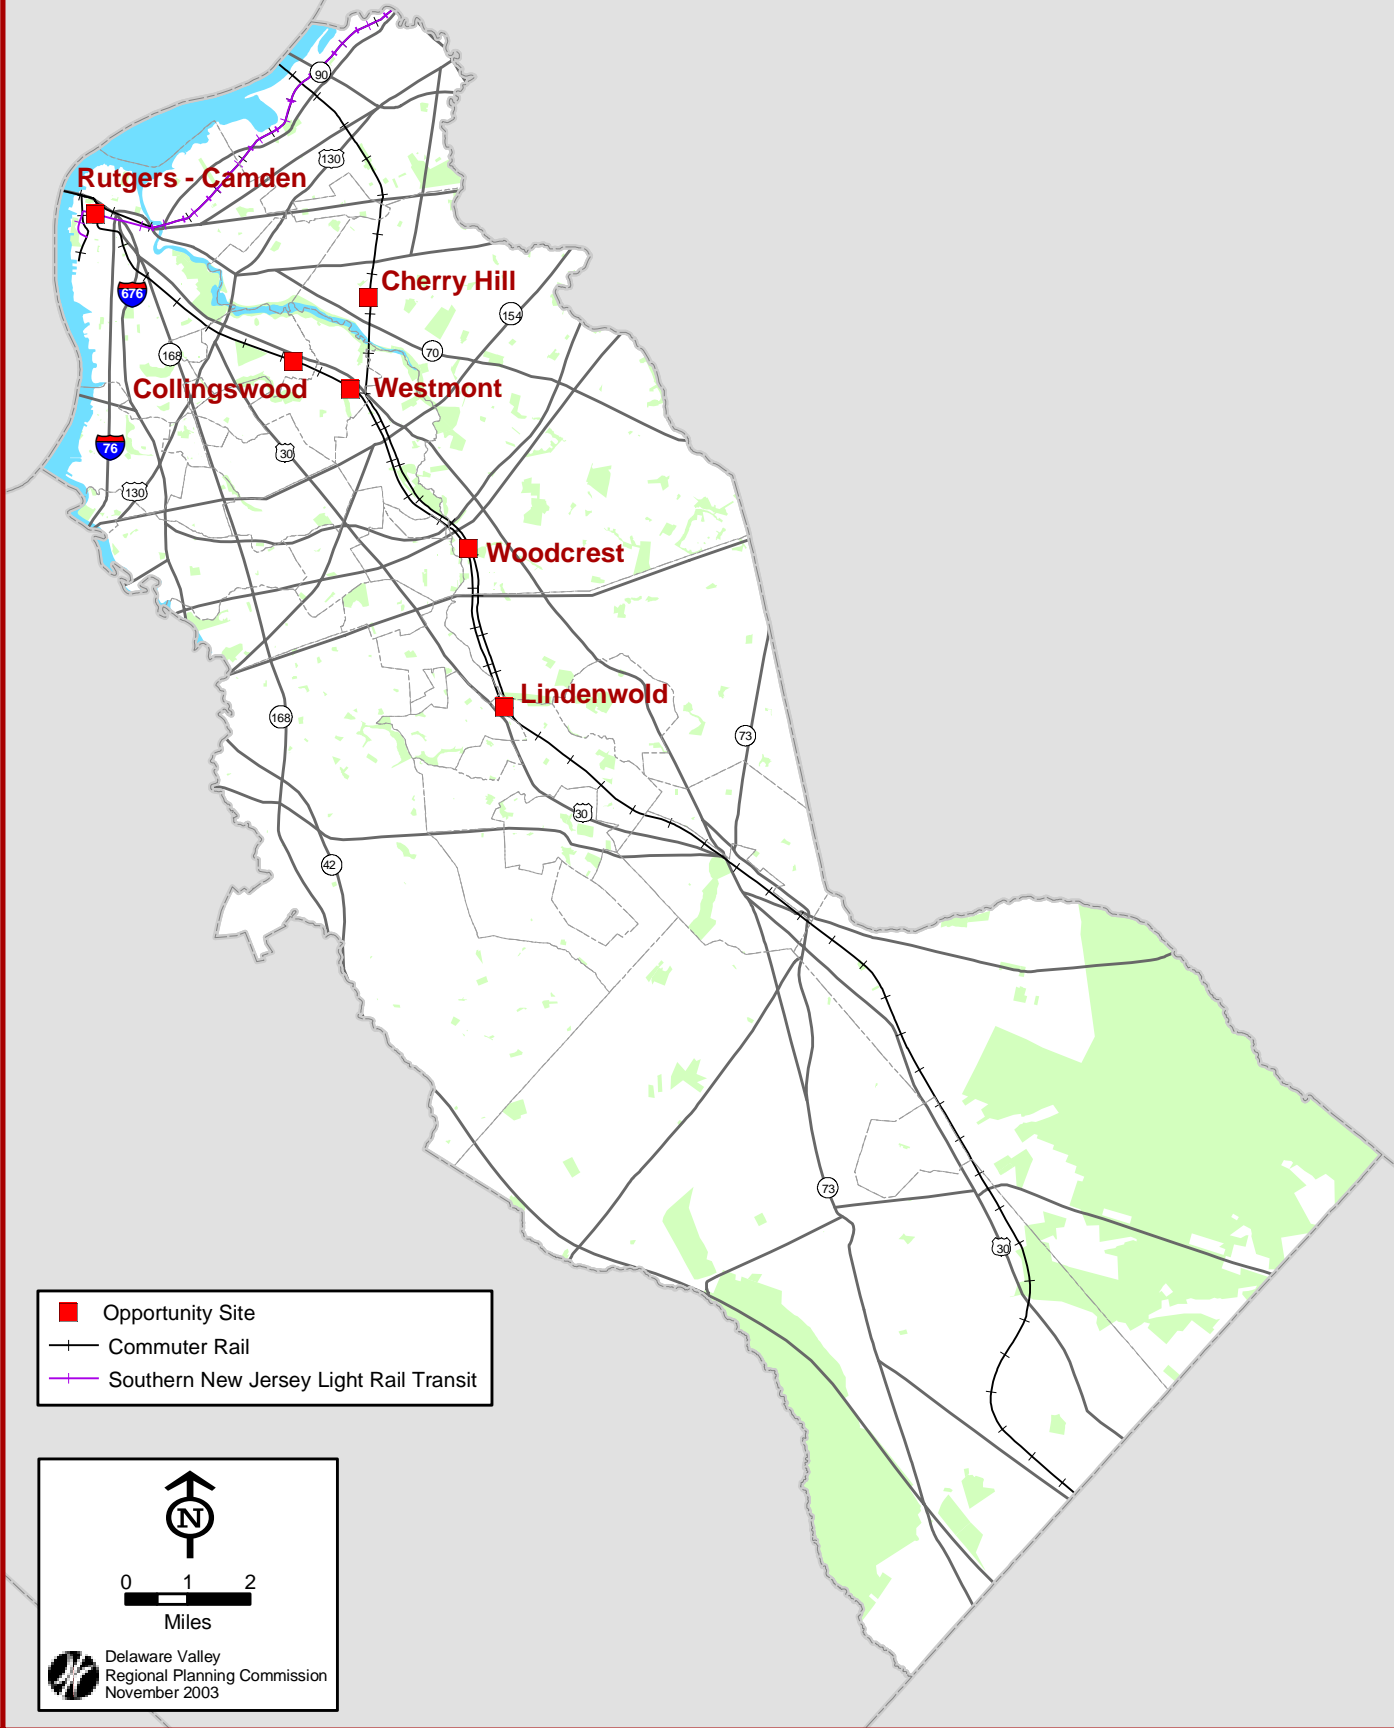 90
130
Rutgers - Camden
Cherry Hill
676
154
168
70
Collingswood
Westmont
76
30
130
Woodcrest
Lindenwold
168
73
30
42
73
30
Opportunity Site
Commuter Rail
Southern New Jersey Light Rail Transit
N
0 1 2
Miles
Delaware Valley
Regional Planning Commission
November 2003